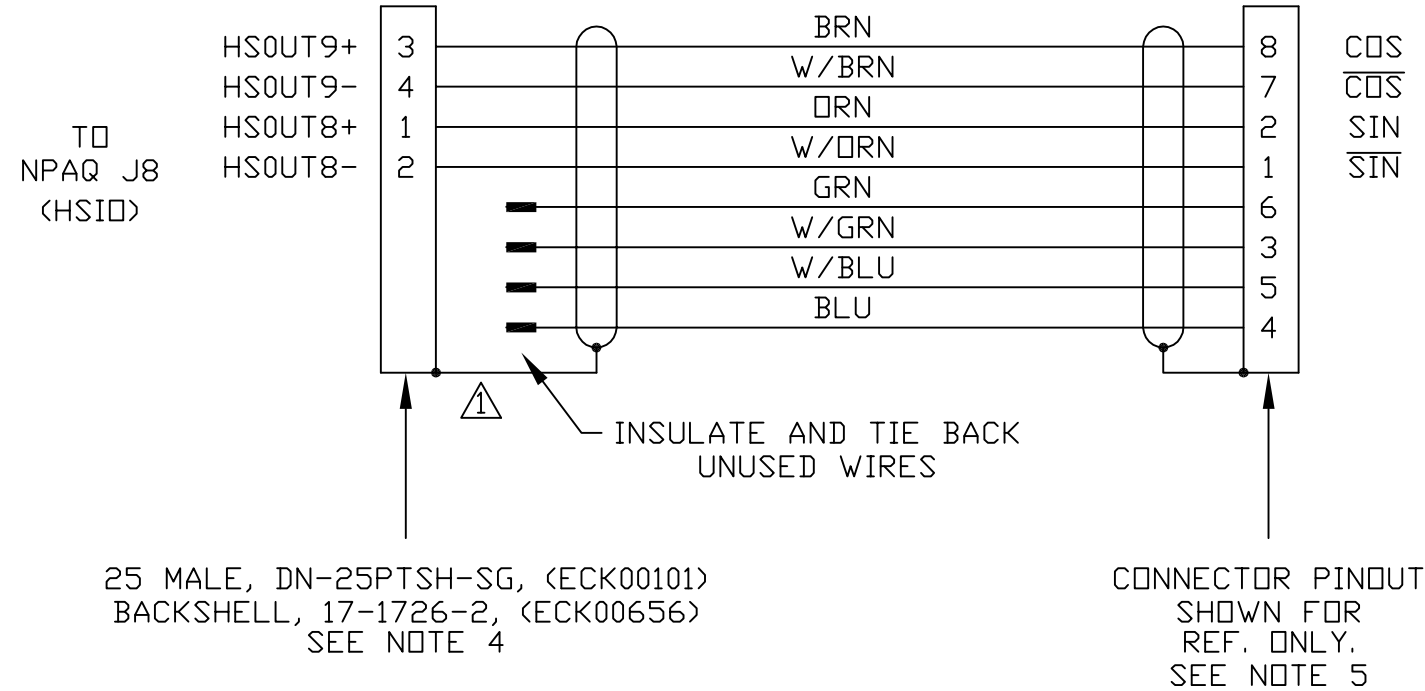 BRN
HSOUT9+ 3 8 COS
W/BRN
HSOUT9- 4 7 COS
ORN
HSOUT8+ 1 2 SIN
W/ORN
HSOUT8- 2 1 SIN
TO
NPAQ J8
(HSIO)
GRN
6
W/GRN
3
W/BLU
5
BLU
4
1
INSULATE AND TIE BACK
UNUSED WIRES
25 MALE, DN-25PTSH-SG, (ECK00101)
BACKSHELL, 17-1726-2, (ECK00656)
SEE NOTE 4
CONNECTOR PINOUT
SHOWN FOR
REF. ONLY.
SEE NOTE 5